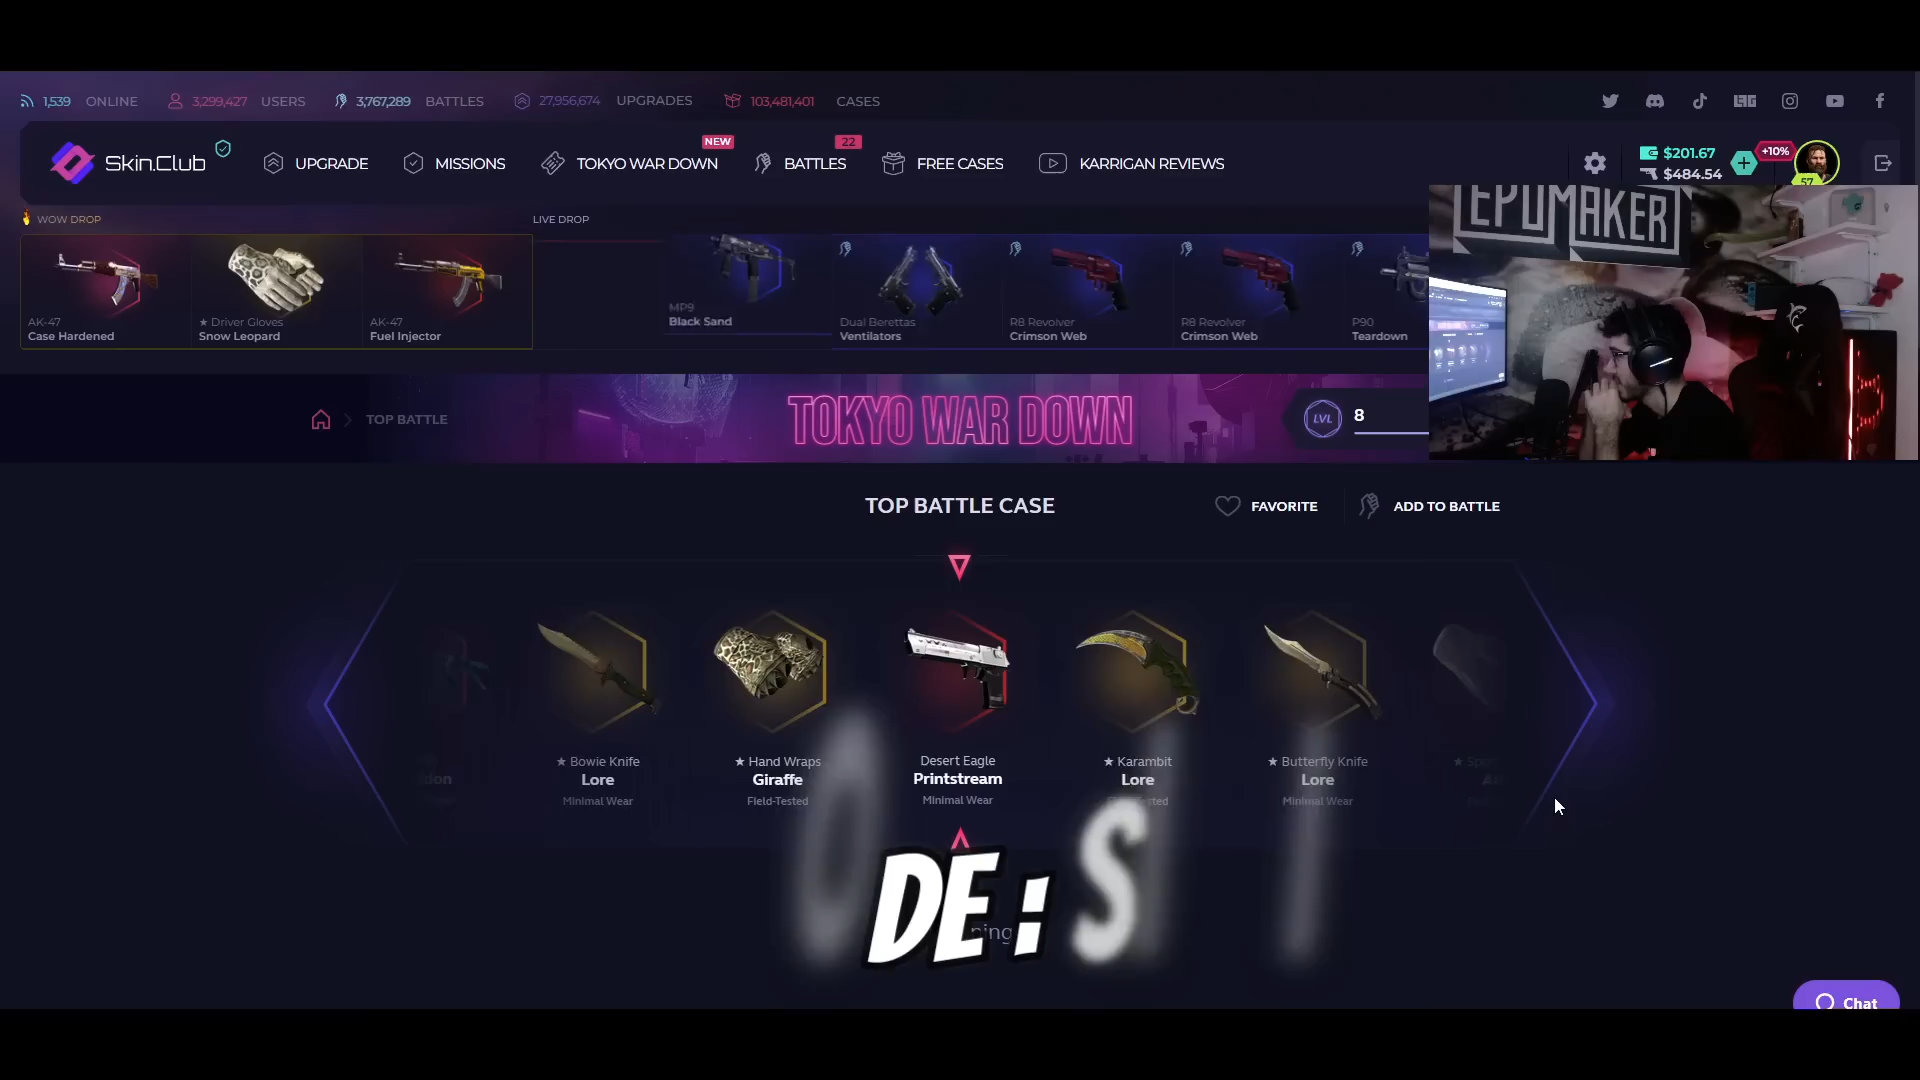 1,539 ONLINE 3,299,427 USERS 3,767,289 BATTLES 27,956,674 UPGRADES 103,481,401 CASES
Skin.Club UPGRADE MISSIONS TOKYO WAR DOWN NEW BATTLES 22 FREE CASES KARRIGAN REVIEWS
$201.67
$484.54
+10%
57
WOW DROP
LIVE DROP
AK-47
Case Hardened
★ Driver Gloves
Snow Leopard
AK-47
Fuel Injector
MP9
Black Sand
Dual Berettas
Ventilators
R8 Revolver
Crimson Web
R8 Revolver
Crimson Web
P90
Teardown
EPOMAKER
TOP BATTLE
TOKYO WAR DOWN
LVL 8
TOP BATTLE CASE
FAVORITE
ADD TO BATTLE
★ Bowie Knife
Lore
Minimal Wear
★ Hand Wraps
Giraffe
Field-Tested
Desert Eagle
Printstream
Minimal Wear
★ Karambit
Lore
★ Butterfly Knife
Lore
Minimal Wear
DE : S
Chat